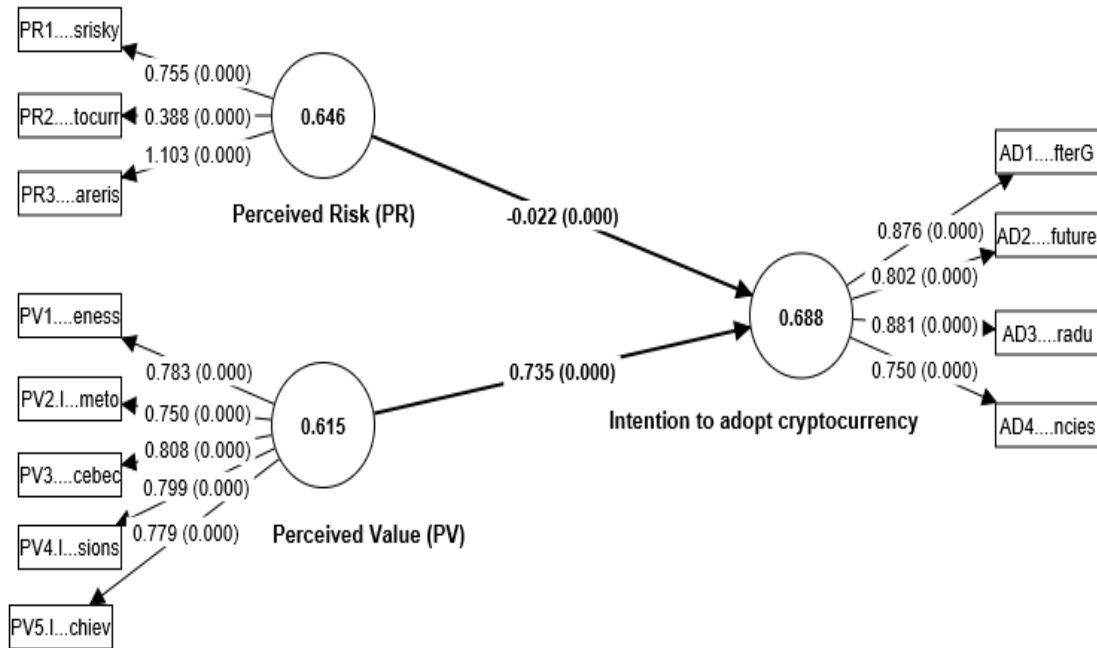 PR1....srisky
0.755 (0.000)
PR2....tocurr
0.388 (0.000)
1.103 (0.000)
PR3....areris
0.646
Perceived Risk (PR)
-0.022 (0.000)
AD1....fterG
0.876 (0.000)
AD2....future
0.802 (0.000)
0.881 (0.000)
AD3....radu
0.750 (0.000)
AD4....ncies
0.688
Intention to adopt cryptocurrency
PV1....eness
0.783 (0.000)
PV2.I...meto
0.750 (0.000)
0.808 (0.000)
PV3....cebec
0.799 (0.000)
PV4.I...sions
0.779 (0.000)
PV5.I...chiev
0.615
Perceived Value (PV)
0.735 (0.000)